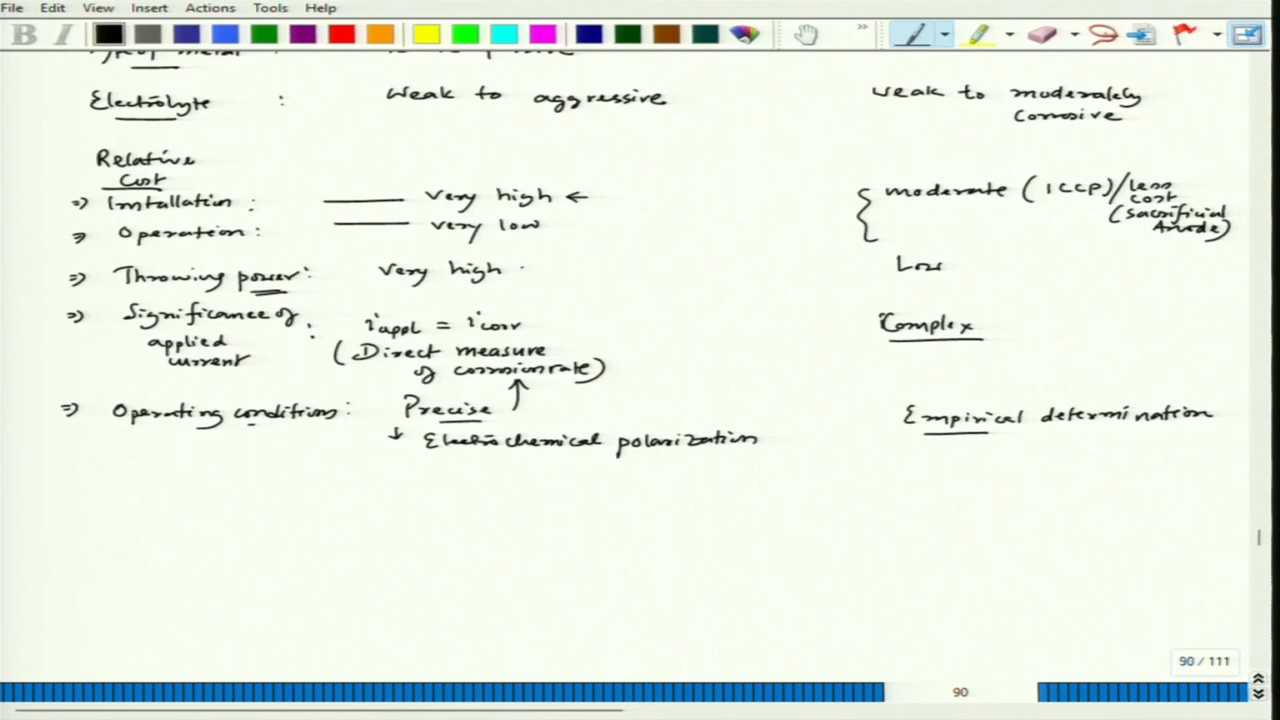 File Edit View Insert Actions Tools Help
B I
Electrolyte : weak to aggressive weak to moderately
corrosive
Relative
Cost
⇒ Installation : very high ← moderate (ICCP)/less
cost
(sacrificial
Anode)
⇒ Operation : very low
⇒ Throwing power : very high Low
⇒ Significance of : i appl = i corr Complex
applied
current
(Direct measure
of corrosion rate)
⇒ Operating conditions : Precise ↑ Empirical determination
↓ Electrochemical polarization
90 / 111
90